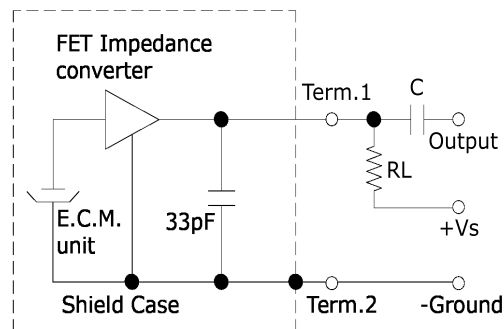 FET Impedance
converter
Term.1
C
Output
RL
E.C.M.
unit
33pF
+Vs
Shield Case
Term.2
-Ground